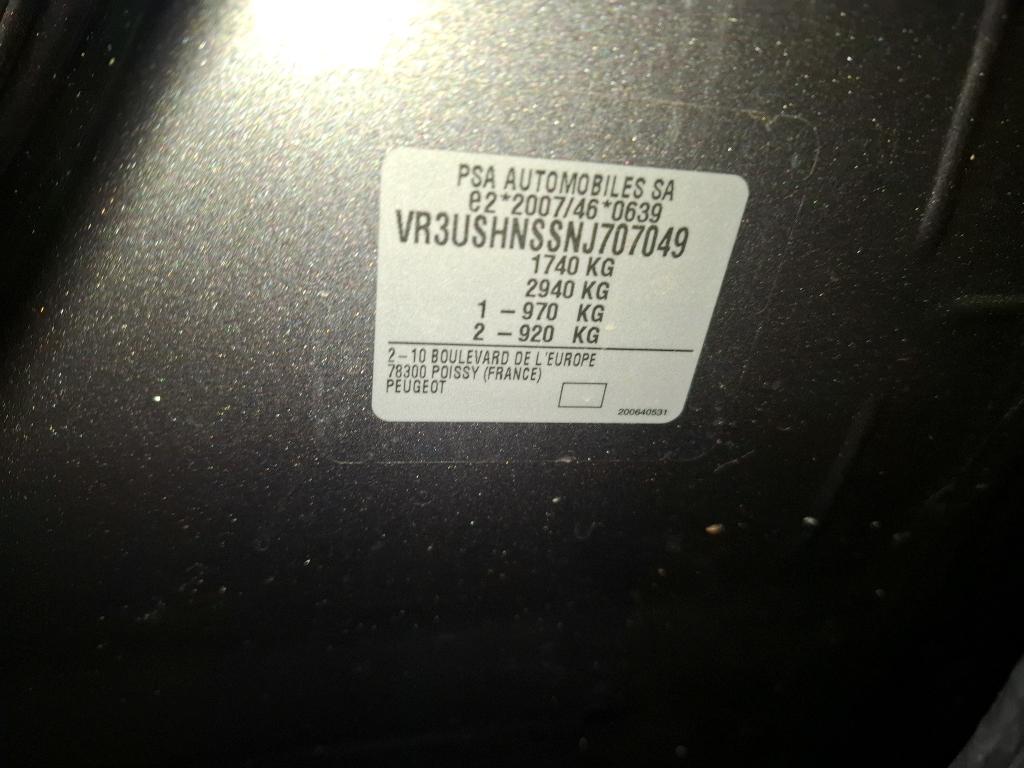 PSA AUTOMOBILES SA
e2*2007/46*0639
VR3USHNSSNJ707049
1740 KG
2940 KG
1 – 970 KG
2 – 920 KG
2–10 BOULEVARD DE L'EUROPE
78300 POISSY (FRANCE)
PEUGEOT
200640531